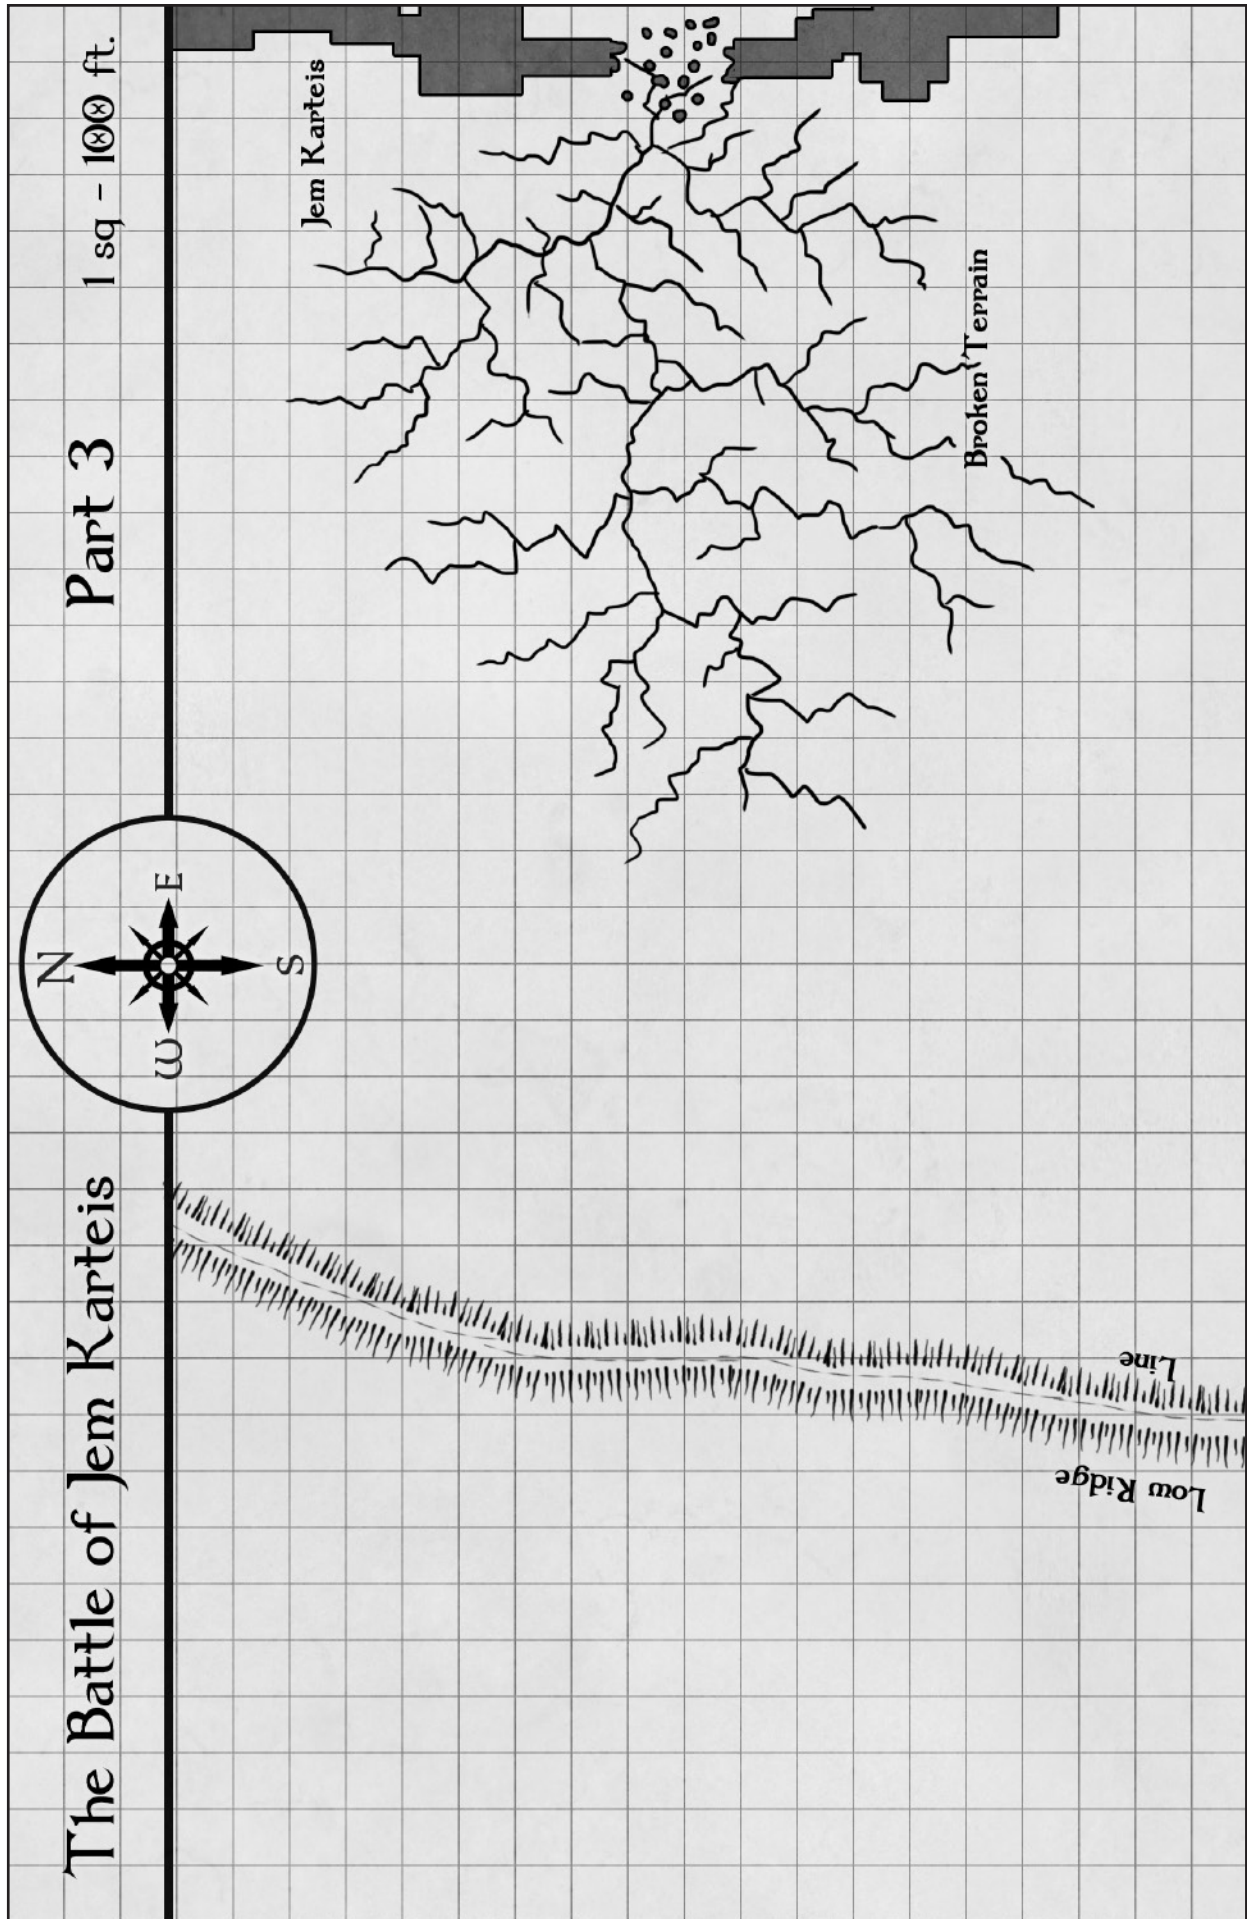 The Battle of Jem Karteis
Part 3
1 sq - 100 ft.
N
W
E
S
Jem Karteis
Broken Terrain
Line
Low Ridge